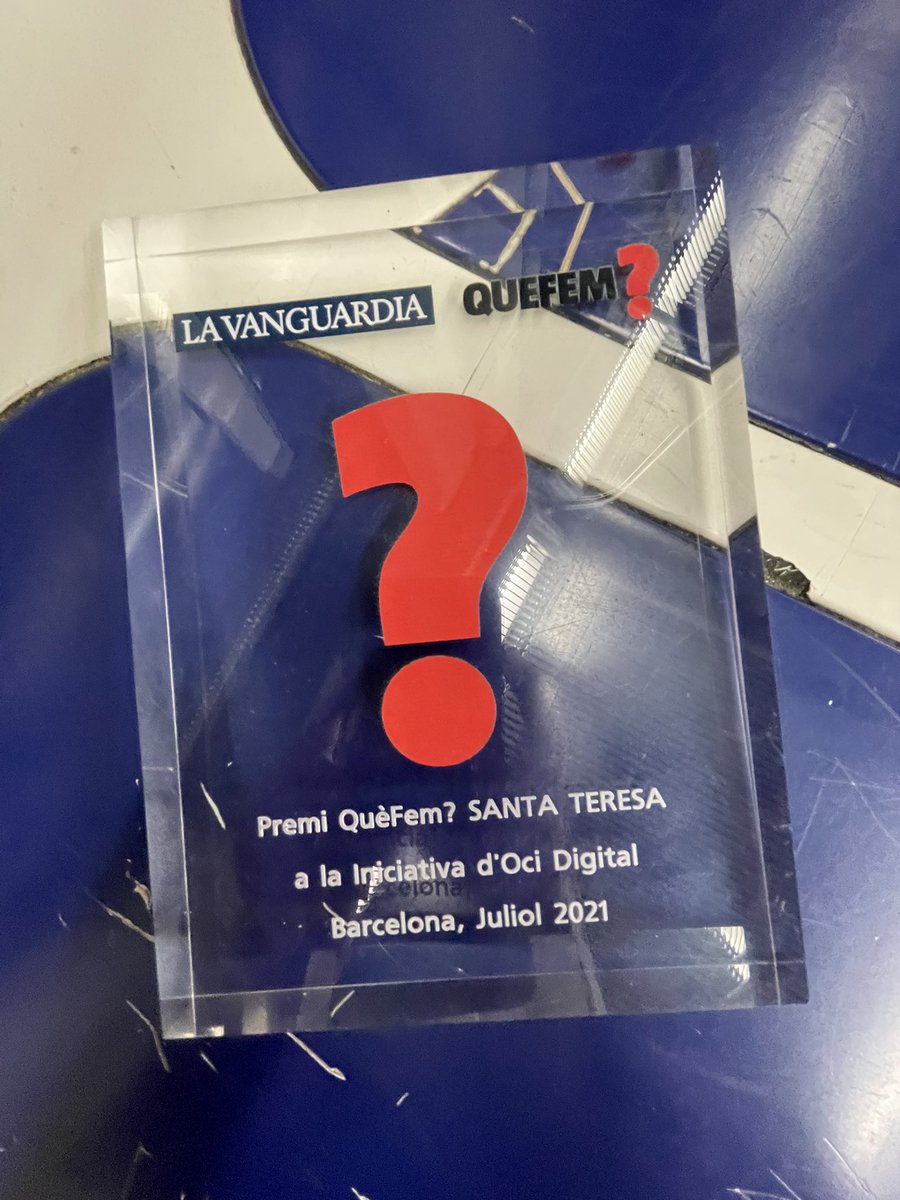 LA VANGUARDIA QUEFEM?
?
Premi QuèFem? SANTA TERESA
a la Iniciativa d'Oci Digital
Barcelona, Juliol 2021